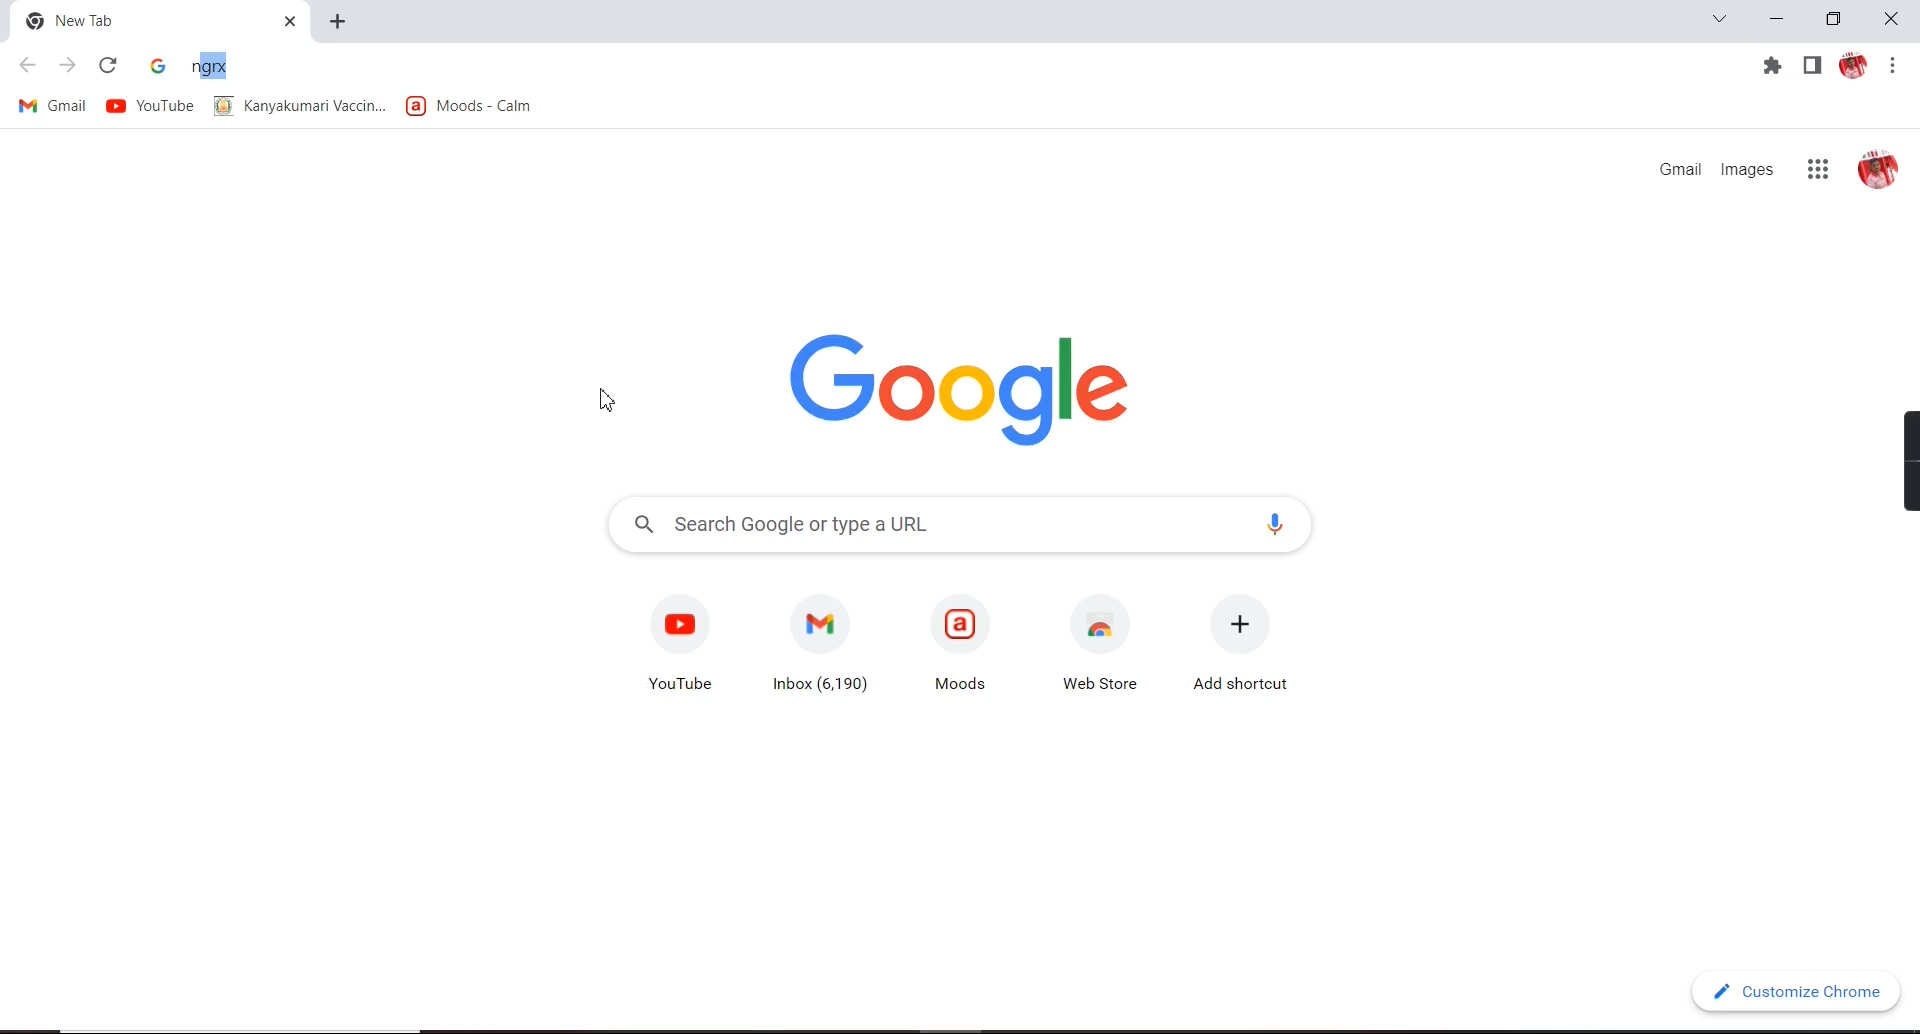 New Tab
ngrx
Gmail YouTube Kanyakumari Vaccin... a Moods - Calm
Gmail Images
Google
Search Google or type a URL
a
YouTube Inbox (6,190) Moods Web Store Add shortcut
Customize Chrome